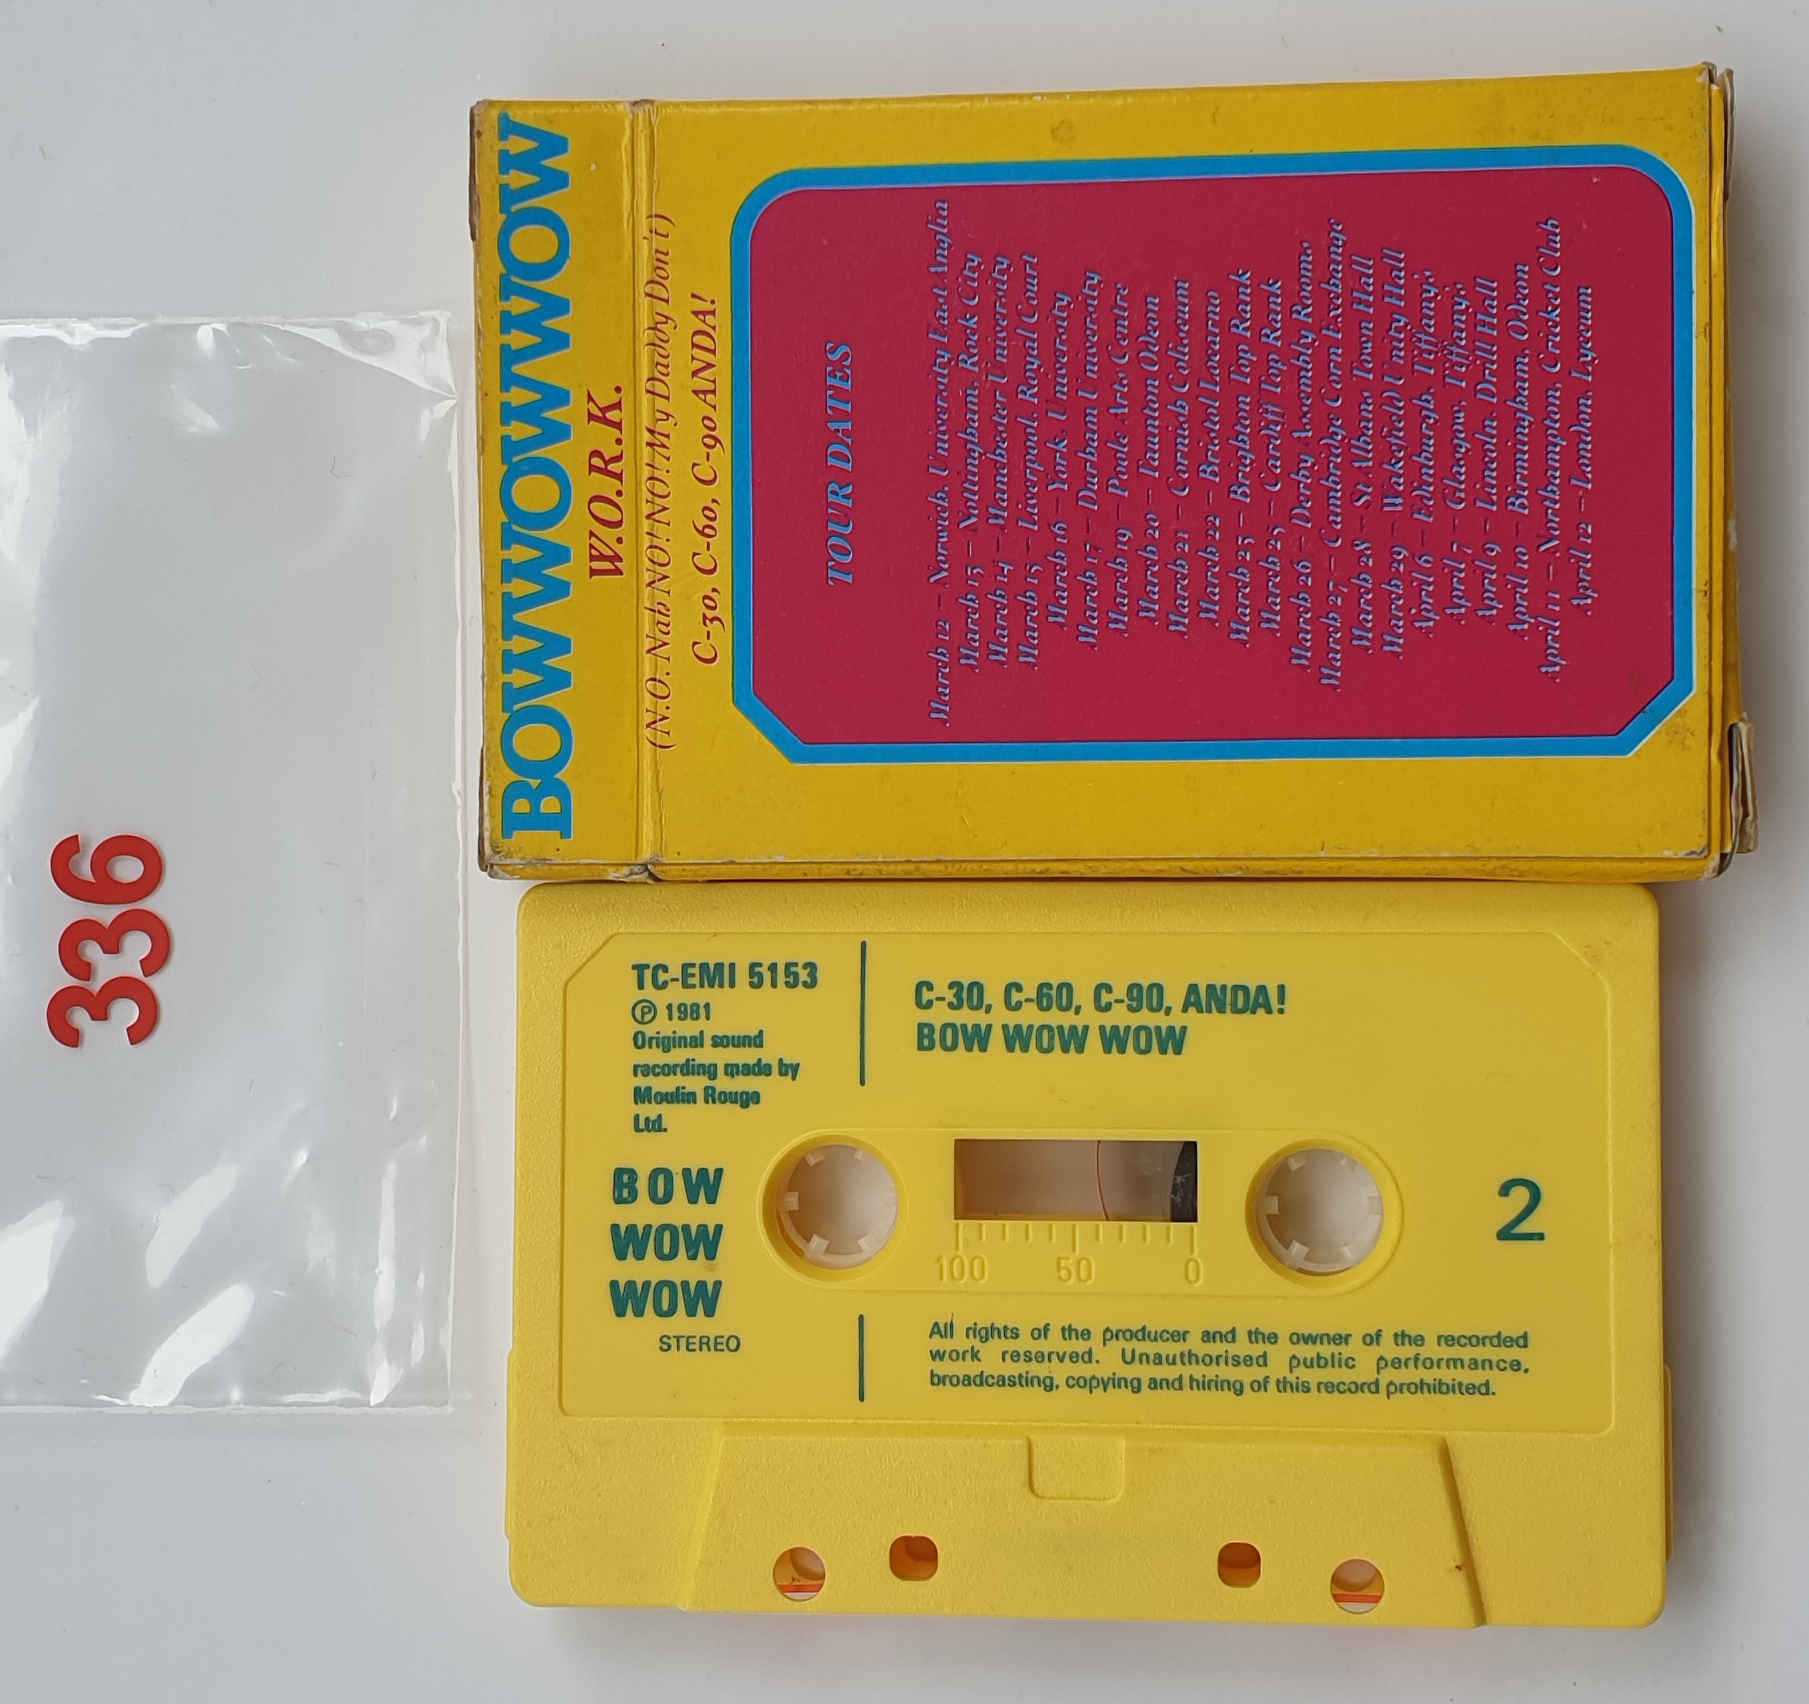 336
BOWWOWWOW
W.O.R.K.
(N.O. Nah NO! NO! My Daddy Don't)
C-30, C-60, C-90 ANDA!
TOUR DATES
March 12 – Norwich, University East Anglia
March 13 – Nottingham, Rock City
March 14 – Manchester University
March 15 – Liverpool, Royal Court
March 16 – York, University
March 17 – Durham University
March 19 – Poole Arts Centre
March 20 – Taunton Odeon
March 21 – Cornish Coliseum
March 22 – Bristol Locarno
March 23 – Brighton Top Rank
March 25 – Cardiff Top Rank
March 26 – Derby Assembly Rooms
March 27 – Cambridge Corn Exchange
March 28 – St Albans Town Hall
March 29 – Wakefield Unity Hall
April 6 – Edinburgh, Tiffany's
April 7 – Glasgow, Tiffany's
April 9 – Lincoln, Drill Hall
April 10 – Birmingham, Odeon
April 11 – Northampton, Cricket Club
April 12 – London, Lyceum
TC-EMI 5153
℗ 1981
Original sound
recording made by
Moulin Rouge
Ltd.
C-30, C-60, C-90, ANDA!
BOW WOW WOW
BOW
WOW
WOW
STEREO
100 50 0
2
All rights of the producer and the owner of the recorded
work reserved. Unauthorised public performance,
broadcasting, copying and hiring of this record prohibited.